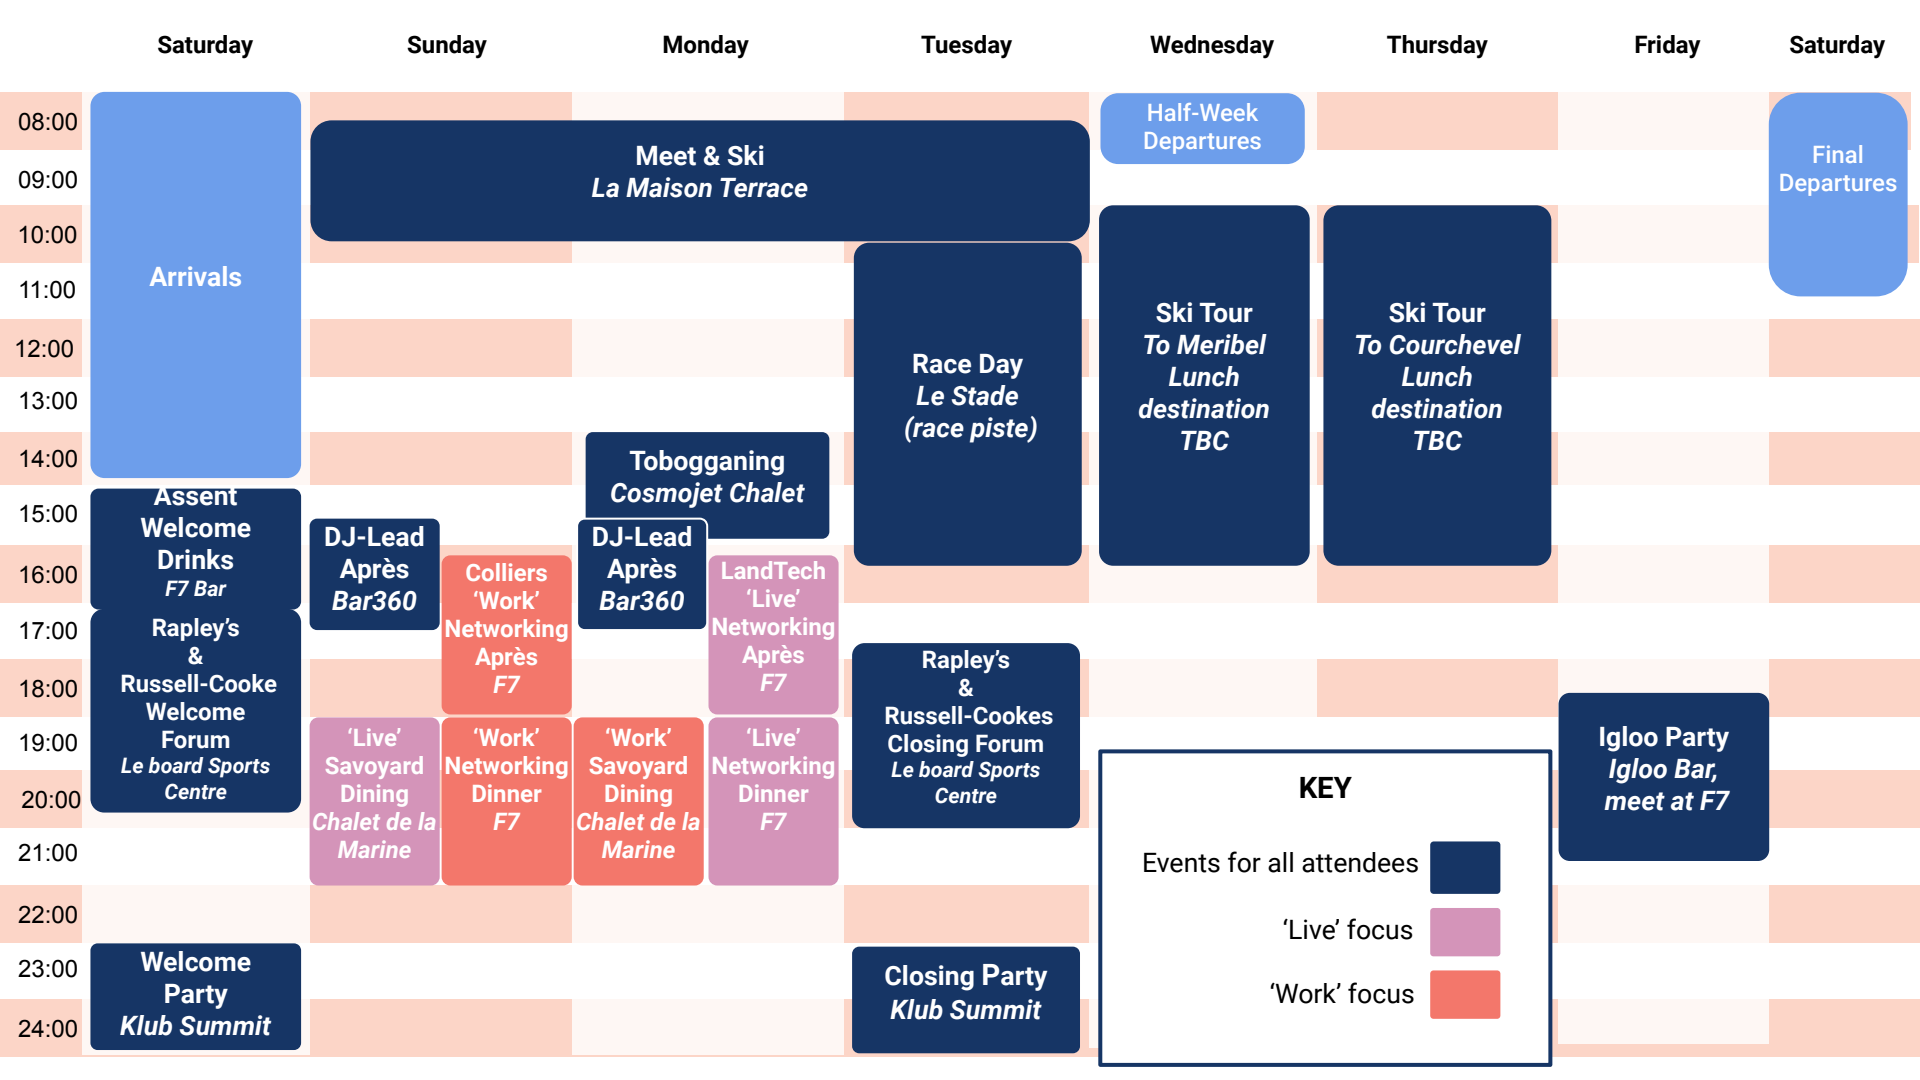 Saturday
Sunday
Monday
Tuesday
Wednesday
Thursday
Friday
Saturday
08:00
09:00
10:00
11:00
12:00
13:00
14:00
15:00
16:00
17:00
18:00
19:00
20:00
21:00
22:00
23:00
24:00
Arrivals
Assent
Welcome
Drinks
F7 Bar
Rapley’s
&
Russell-Cooke
Welcome
Forum
Le board Sports
Centre
Welcome
Party
Klub Summit
Meet & Ski
La Maison Terrace
DJ-Lead
Après
Bar360
Colliers
‘Work’
Networking
Après
F7
‘Live’
Savoyard
Dining
Chalet de la
Marine
‘Work’
Networking
Dinner
F7
Tobogganing
Cosmojet Chalet
DJ-Lead
Après
Bar360
LandTech
‘Live’
Networking
Après
F7
‘Work’
Savoyard
Dining
Chalet de la
Marine
‘Live’
Networking
Dinner
F7
Race Day
Le Stade
(race piste)
Rapley’s
&
Russell-Cookes
Closing Forum
Le board Sports
Centre
Closing Party
Klub Summit
Half-Week
Departures
Ski Tour
To Meribel
Lunch
destination
TBC
Ski Tour
To Courchevel
Lunch
destination
TBC
Igloo Party
Igloo Bar,
meet at F7
Final
Departures
KEY
Events for all attendees
‘Live’ focus
‘Work’ focus